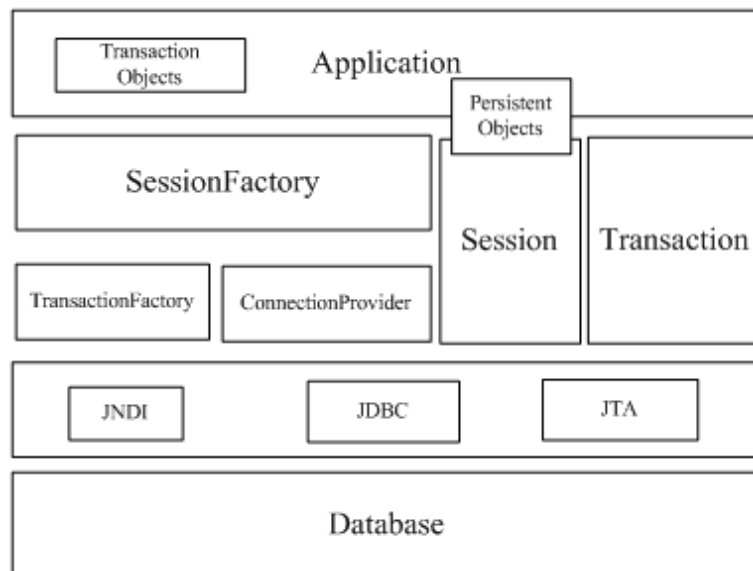 Transaction
Objects
Application
Persistent
Objects
SessionFactory
Session
Transaction
TransactionFactory
ConnectionProvider
JNDI
JDBC
JTA
Database